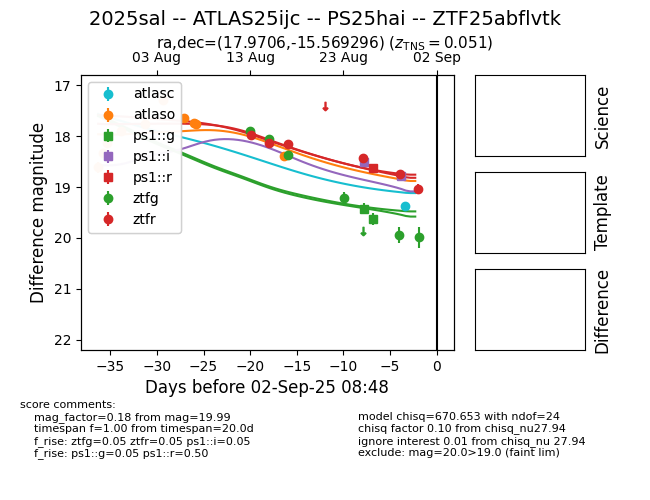 2025sal -- ATLAS25ijc -- PS25hai -- ZTF25abflvtk
ra,dec=(17.9706,-15.569296) (zTNS = 0.051)
03 Aug 13 Aug 23 Aug 02 Sep
17
18
19
20
21
22
Difference magnitude
atlasc
atlaso
ps1::g
ps1::i
ps1::r
ztfg
ztfr
−35 −30 −25 −20 −15 −10 −5 0
Days before 02-Sep-25 08:48
Science
Template
Difference
score comments:
mag_factor=0.18 from mag=19.99
timespan f=1.00 from timespan=20.0d
f_rise: ztfg=0.05 ztfr=0.05 ps1::i=0.05
f_rise: ps1::g=0.05 ps1::r=0.50
model chisq=670.653 with ndof=24
chisq factor 0.10 from chisq_nu27.94
ignore interest 0.01 from chisq_nu 27.94
exclude: mag=20.0>19.0 (faint lim)